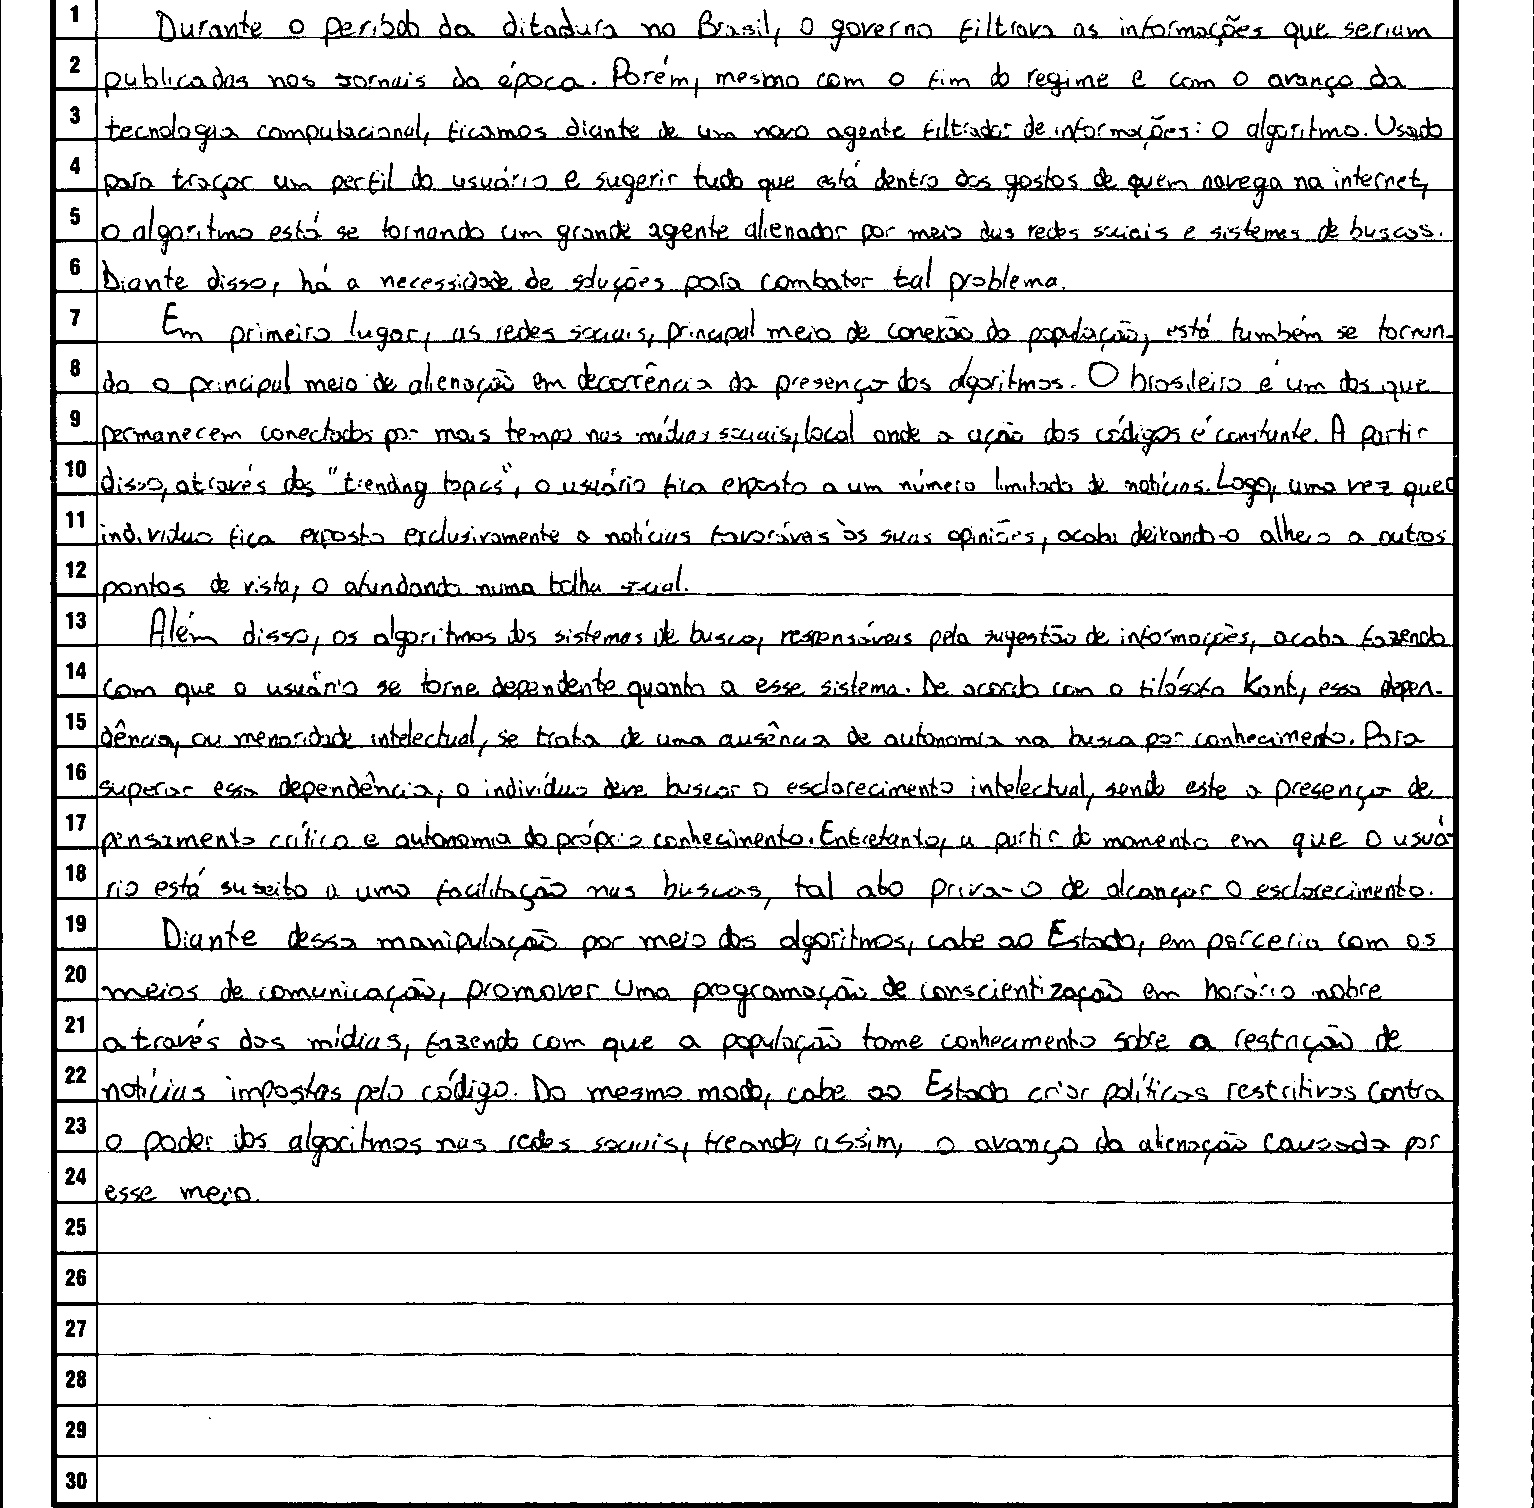 1 Durante o período da ditadura no Brasil, o governo filtrava as informações que seriam
2 publicadas nos jornais da época. Porém, mesmo com o fim do regime e com o avanço da
3 tecnologia computacional, ficamos diante de um novo agente filtrador de informações: o algoritmo. Usado
4 para traçar um perfil do usuário e sugerir tudo que está dentro dos gostos de quem navega na internet,
5 o algoritmo está se tornando um grande agente alienador por meio das redes sociais e sistemas de buscas.
6 Diante disso, há a necessidade de soluções para combater tal problema.
7 Em primeiro lugar, as redes sociais, principal meio de conexão da população, está também se tornan-
8 do o principal meio de alienação em decorrência da presença dos algoritmos. O brasileiro é um dos que
9 permanecem conectados por mais tempo nas mídias sociais, local onde a ação dos códigos é constante. A partir
10 disso, através dos "trending topics", o usuário fica exposto a um número limitado de notícias. Logo, uma vez que o
11 indivíduo fica exposto exclusivamente a notícias favoráveis às suas opiniões, acaba deixando-o alheio a outros
12 pontos de vista, o afundando numa bolha social.
13 Além disso, os algoritmos dos sistemas de busca, responsáveis pela sugestão de informações, acaba fazendo
14 com que o usuário se torne dependente quanto a esse sistema. De acordo com o filósofo Kant, essa depen-
15 dência, ou menoridade intelectual, se trata de uma ausência de autonomia na busca por conhecimento. Para
16 superar essa dependência, o indivíduo deve buscar o esclarecimento intelectual, sendo este a presença de
17 pensamento crítico e autonomia do próprio conhecimento. Entretanto, a partir do momento em que o usuá-
18 rio está sujeito a uma facilitação nas buscas, tal ato priva-o de alcançar o esclarecimento.
19 Diante dessa manipulação por meio dos algoritmos, cabe ao Estado, em parceria com os
20 meios de comunicação, promover uma programação de conscientização em horário nobre
21 através das mídias, fazendo com que a população tome conhecimento sobre a restrição de
22 notícias impostas pelo código. Do mesmo modo, cabe ao Estado criar políticas restritivas contra
23 o poder dos algoritmos nas redes sociais, freando, assim, o avanço da alienação causada por
24 esse meio.
25
26
27
28
29
30